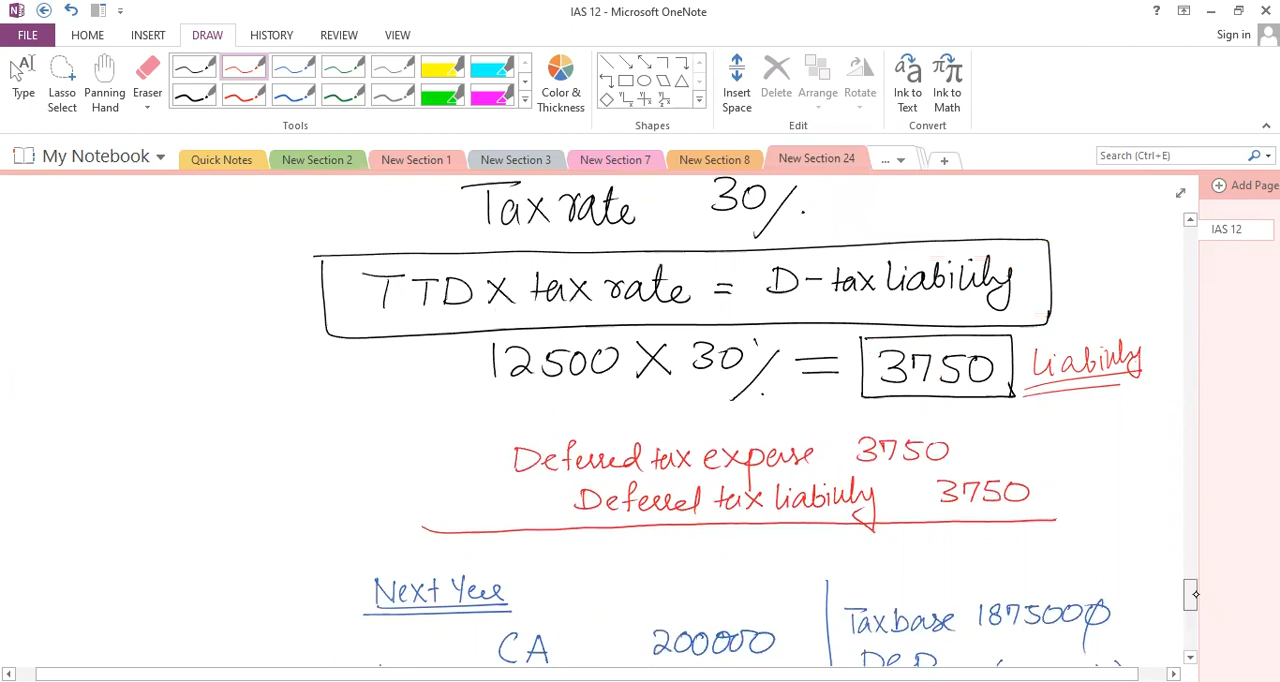 IAS 12 - Microsoft OneNote
? Sign in
FILE HOME INSERT DRAW HISTORY REVIEW VIEW
Type Lasso Select Panning Hand Eraser
Color & Thickness
Insert Space Delete Arrange Rotate
Ink to Text Ink to Math
Tools Shapes Edit Convert
My Notebook Quick Notes New Section 2 New Section 1 New Section 3 New Section 7 New Section 8 New Section 24 ... + Search (Ctrl+E)
Add Page
IAS 12
Tax rate 30%
TTD X tax rate = D-tax liability
12500 X 30% = 3750 liability
Deferred tax expense 3750
Deferred tax liability 3750
Next Year
CA 200000
Tax base 1875000